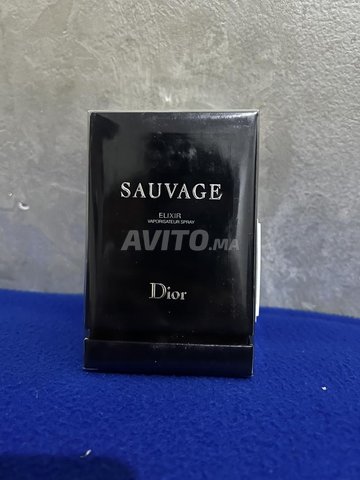 SAUVAGE
ELIXIR
VAPORISATEUR SPRAY
AVITO.MA
Dior